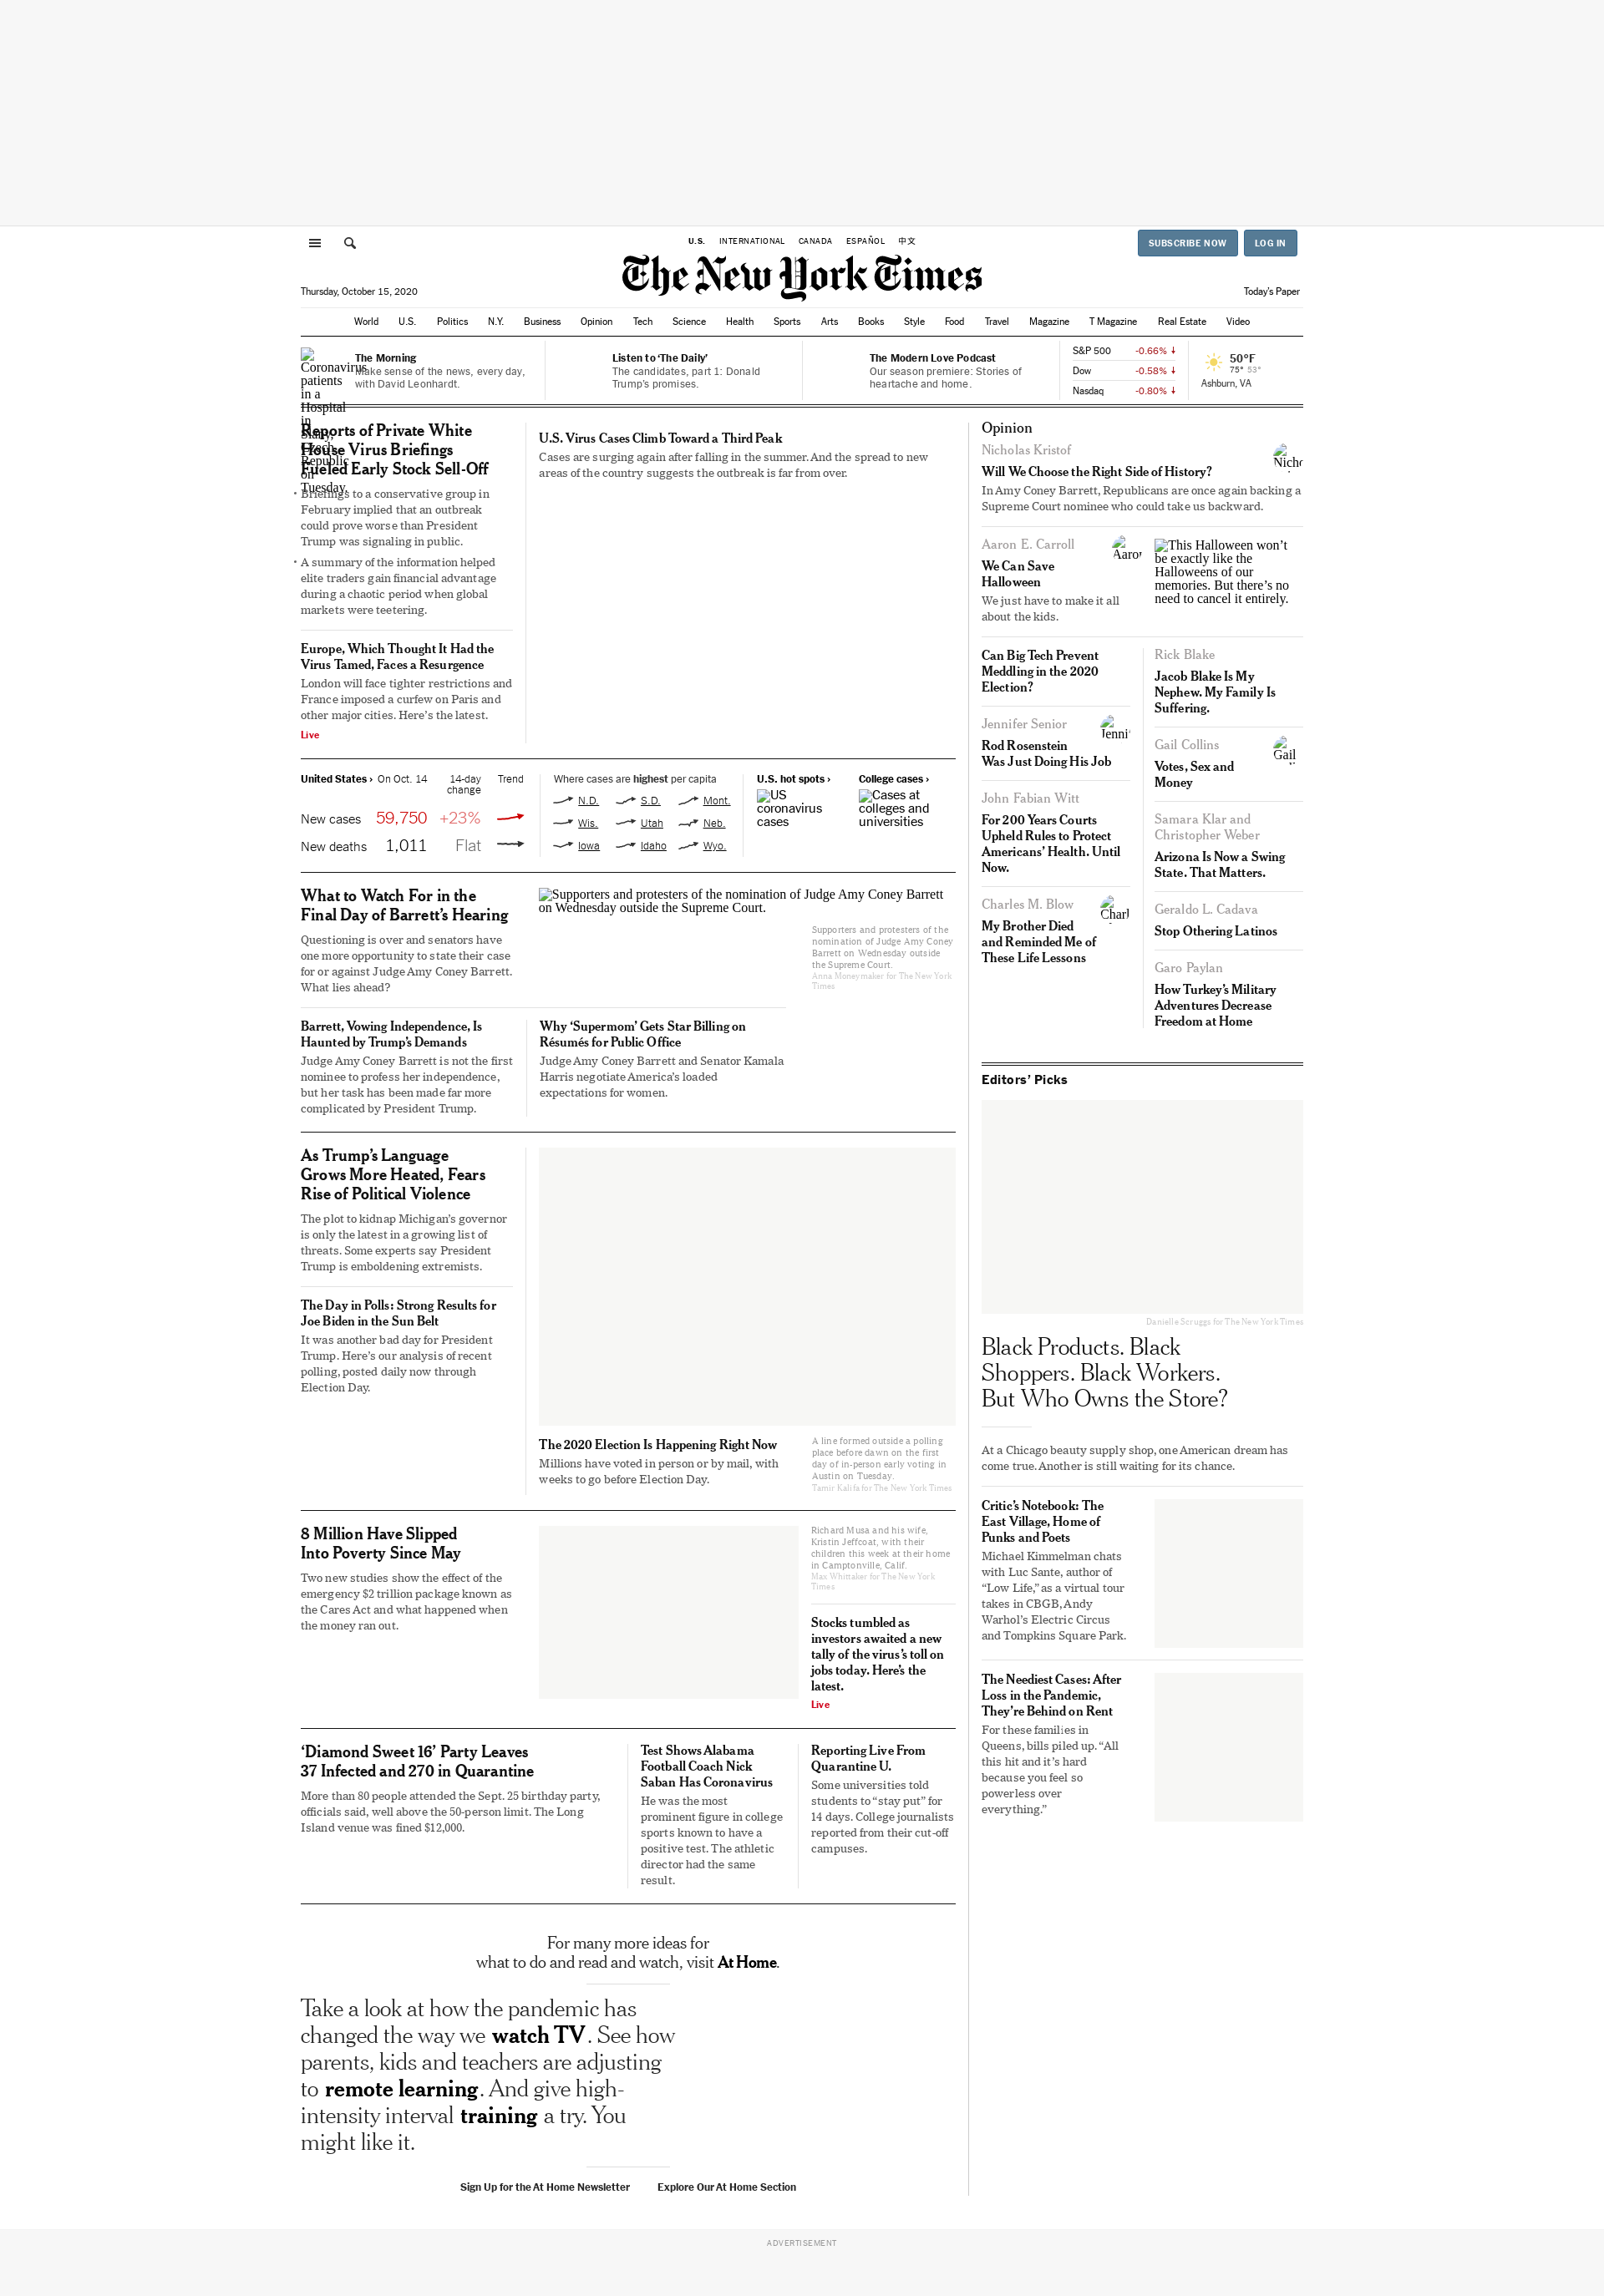 U.S. INTERNATIONAL CANADA ESPAÑOL 中文
SUBSCRIBE NOW LOG IN
The New York Times
Thursday, October 15, 2020
Today's Paper
World U.S. Politics N.Y. Business Opinion Tech Science Health Sports Arts Books Style Food Travel Magazine T Magazine Real Estate Video
Coronavirus
patients
in a
Hospital
in
Slany,
Czech
Republic
on
Tuesday.
The Morning
Make sense of the news, every day,
with David Leonhardt.
Listen to ‘The Daily’
The candidates, part 1: Donald
Trump’s promises.
The Modern Love Podcast
Our season premiere: Stories of
heartache and home.
S&P 500 -0.66% ↓
Dow -0.58% ↓
Nasdaq -0.80% ↓
50°F
75° 53°
Ashburn, VA
Reports of Private White
House Virus Briefings
Fueled Early Stock Sell-Off
• Briefings to a conservative group in
February implied that an outbreak
could prove worse than President
Trump was signaling in public.
• A summary of the information helped
elite traders gain financial advantage
during a chaotic period when global
markets were teetering.
Europe, Which Thought It Had the
Virus Tamed, Faces a Resurgence
London will face tighter restrictions and
France imposed a curfew on Paris and
other major cities. Here’s the latest.
Live
U.S. Virus Cases Climb Toward a Third Peak
Cases are surging again after falling in the summer. And the spread to new
areas of the country suggests the outbreak is far from over.
United States › On Oct. 14 14-day change Trend
New cases 59,750 +23%
New deaths 1,011 Flat
Where cases are highest per capita
N.D. S.D. Mont.
Wis. Utah Neb.
Iowa Idaho Wyo.
U.S. hot spots ›
US
coronavirus
cases
College cases ›
Cases at
colleges and
universities
What to Watch For in the
Final Day of Barrett’s Hearing
Questioning is over and senators have
one more opportunity to state their case
for or against Judge Amy Coney Barrett.
What lies ahead?
Supporters and protesters of the nomination of Judge Amy Coney Barrett
on Wednesday outside the Supreme Court.
Supporters and protesters of the
nomination of Judge Amy Coney
Barrett on Wednesday outside
the Supreme Court.
Anna Moneymaker for The New York
Times
Barrett, Vowing Independence, Is
Haunted by Trump’s Demands
Judge Amy Coney Barrett is not the first
nominee to profess her independence,
but her task has been made far more
complicated by President Trump.
Why ‘Supermom’ Gets Star Billing on
Résumés for Public Office
Judge Amy Coney Barrett and Senator Kamala
Harris negotiate America’s loaded
expectations for women.
As Trump’s Language
Grows More Heated, Fears
Rise of Political Violence
The plot to kidnap Michigan’s governor
is only the latest in a growing list of
threats. Some experts say President
Trump is emboldening extremists.
The Day in Polls: Strong Results for
Joe Biden in the Sun Belt
It was another bad day for President
Trump. Here’s our analysis of recent
polling, posted daily now through
Election Day.
The 2020 Election Is Happening Right Now
Millions have voted in person or by mail, with
weeks to go before Election Day.
A line formed outside a polling
place before dawn on the first
day of in-person early voting in
Austin on Tuesday.
Tamir Kalifa for The New York Times
8 Million Have Slipped
Into Poverty Since May
Two new studies show the effect of the
emergency $2 trillion package known as
the Cares Act and what happened when
the money ran out.
Richard Musa and his wife,
Kristin Jeffcoat, with their
children this week at their home
in Camptonville, Calif.
Max Whittaker for The New York
Times
Stocks tumbled as
investors awaited a new
tally of the virus’s toll on
jobs today. Here’s the
latest.
Live
‘Diamond Sweet 16’ Party Leaves
37 Infected and 270 in Quarantine
More than 80 people attended the Sept. 25 birthday party,
officials said, well above the 50-person limit. The Long
Island venue was fined $12,000.
Test Shows Alabama
Football Coach Nick
Saban Has Coronavirus
He was the most
prominent figure in college
sports known to have a
positive test. The athletic
director had the same
result.
Reporting Live From
Quarantine U.
Some universities told
students to “stay put” for
14 days. College journalists
reported from their cut-off
campuses.
For many more ideas for
what to do and read and watch, visit At Home.
Take a look at how the pandemic has
changed the way we watch TV. See how
parents, kids and teachers are adjusting
to remote learning. And give high-
intensity interval training a try. You
might like it.
Sign Up for the At Home Newsletter Explore Our At Home Section
Opinion
Nicholas Kristof
Will We Choose the Right Side of History?
In Amy Coney Barrett, Republicans are once again backing a
Supreme Court nominee who could take us backward.
Aaron E. Carroll
We Can Save
Halloween
We just have to make it all
about the kids.
This Halloween won’t
be exactly like the
Halloweens of our
memories. But there’s no
need to cancel it entirely.
Can Big Tech Prevent
Meddling in the 2020
Election?
Jennifer Senior
Rod Rosenstein
Was Just Doing His Job
John Fabian Witt
For 200 Years Courts
Upheld Rules to Protect
Americans’ Health. Until
Now.
Charles M. Blow
My Brother Died
and Reminded Me of
These Life Lessons
Rick Blake
Jacob Blake Is My
Nephew. My Family Is
Suffering.
Gail Collins
Gail
Votes, Sex and
Money
Samara Klar and
Christopher Weber
Arizona Is Now a Swing
State. That Matters.
Geraldo L. Cadava
Stop Othering Latinos
Garo Paylan
How Turkey’s Military
Adventures Decrease
Freedom at Home
Editors’ Picks
Danielle Scruggs for The New York Times
Black Products. Black
Shoppers. Black Workers.
But Who Owns the Store?
At a Chicago beauty supply shop, one American dream has
come true. Another is still waiting for its chance.
Critic’s Notebook: The
East Village, Home of
Punks and Poets
Michael Kimmelman chats
with Luc Sante, author of
“Low Life,” as a virtual tour
takes in CBGB, Andy
Warhol’s Electric Circus
and Tompkins Square Park.
The Neediest Cases: After
Loss in the Pandemic,
They’re Behind on Rent
For these families in
Queens, bills piled up. “All
this hit and it’s hard
because you feel so
powerless over
everything.”
ADVERTISEMENT